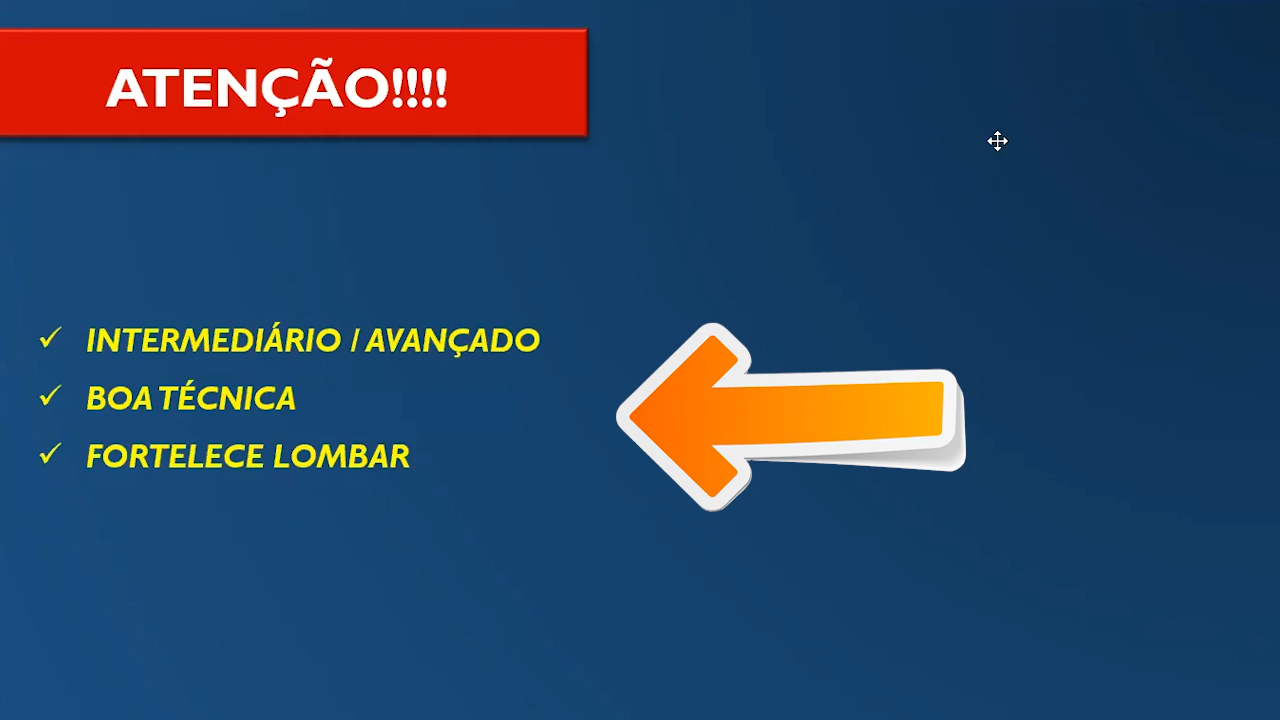 ATENÇÃO!!!!
INTERMEDIÁRIO / AVANÇADO
BOA TÉCNICA
FORTELECE LOMBAR